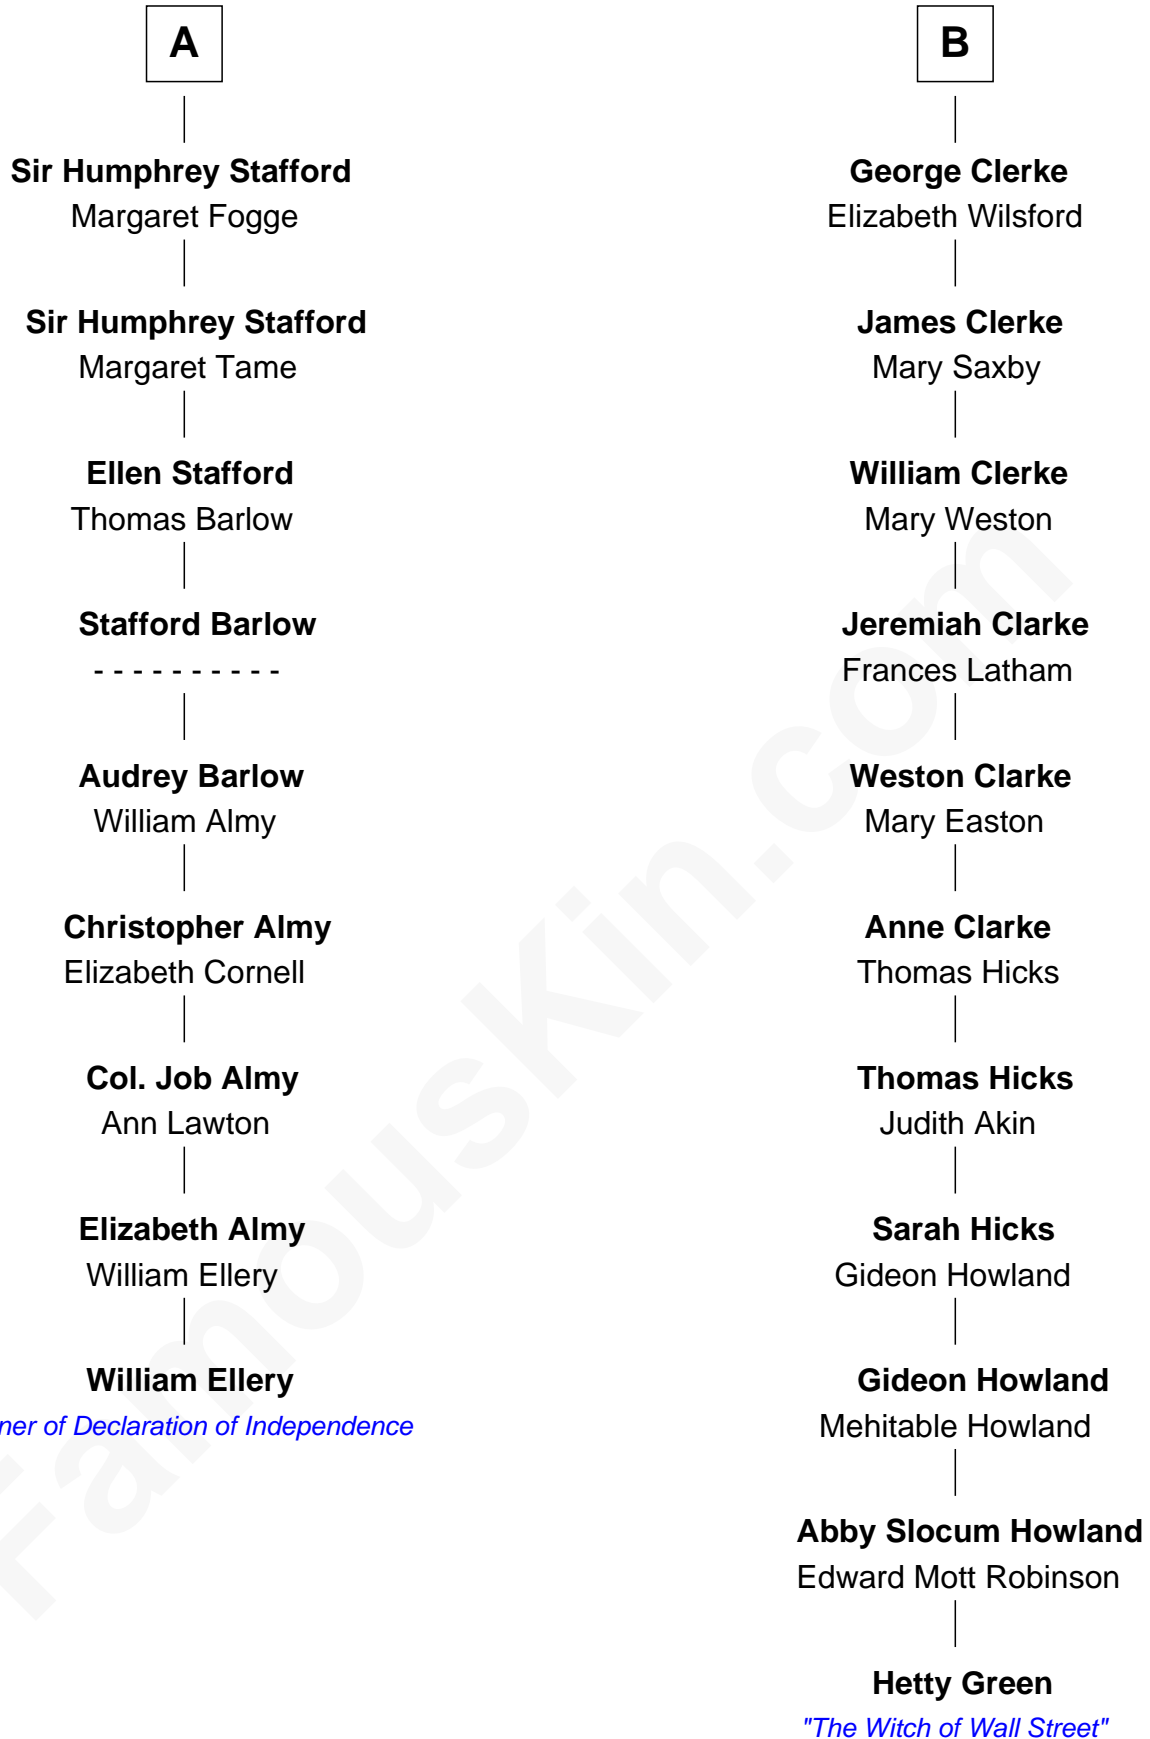 A
Sir Humphrey Stafford
Margaret Fogge
Sir Humphrey Stafford
Margaret Tame
Ellen Stafford
Thomas Barlow
Stafford Barlow
- - - - - - - - - -
Audrey Barlow
William Almy
Christopher Almy
Elizabeth Cornell
Col. Job Almy
Ann Lawton
Elizabeth Almy
William Ellery
William Ellery
of Declaration of Independence
B
George Clerke
Elizabeth Wilsford
James Clerke
Mary Saxby
William Clerke
Mary Weston
Jeremiah Clarke
Frances Latham
Weston Clarke
Mary Easton
Anne Clarke
Thomas Hicks
Thomas Hicks
Judith Akin
Sarah Hicks
Gideon Howland
Gideon Howland
Mehitable Howland
Abby Slocum Howland
Edward Mott Robinson
Hetty Green
"The Witch of Wall Street"
FamousKin.com